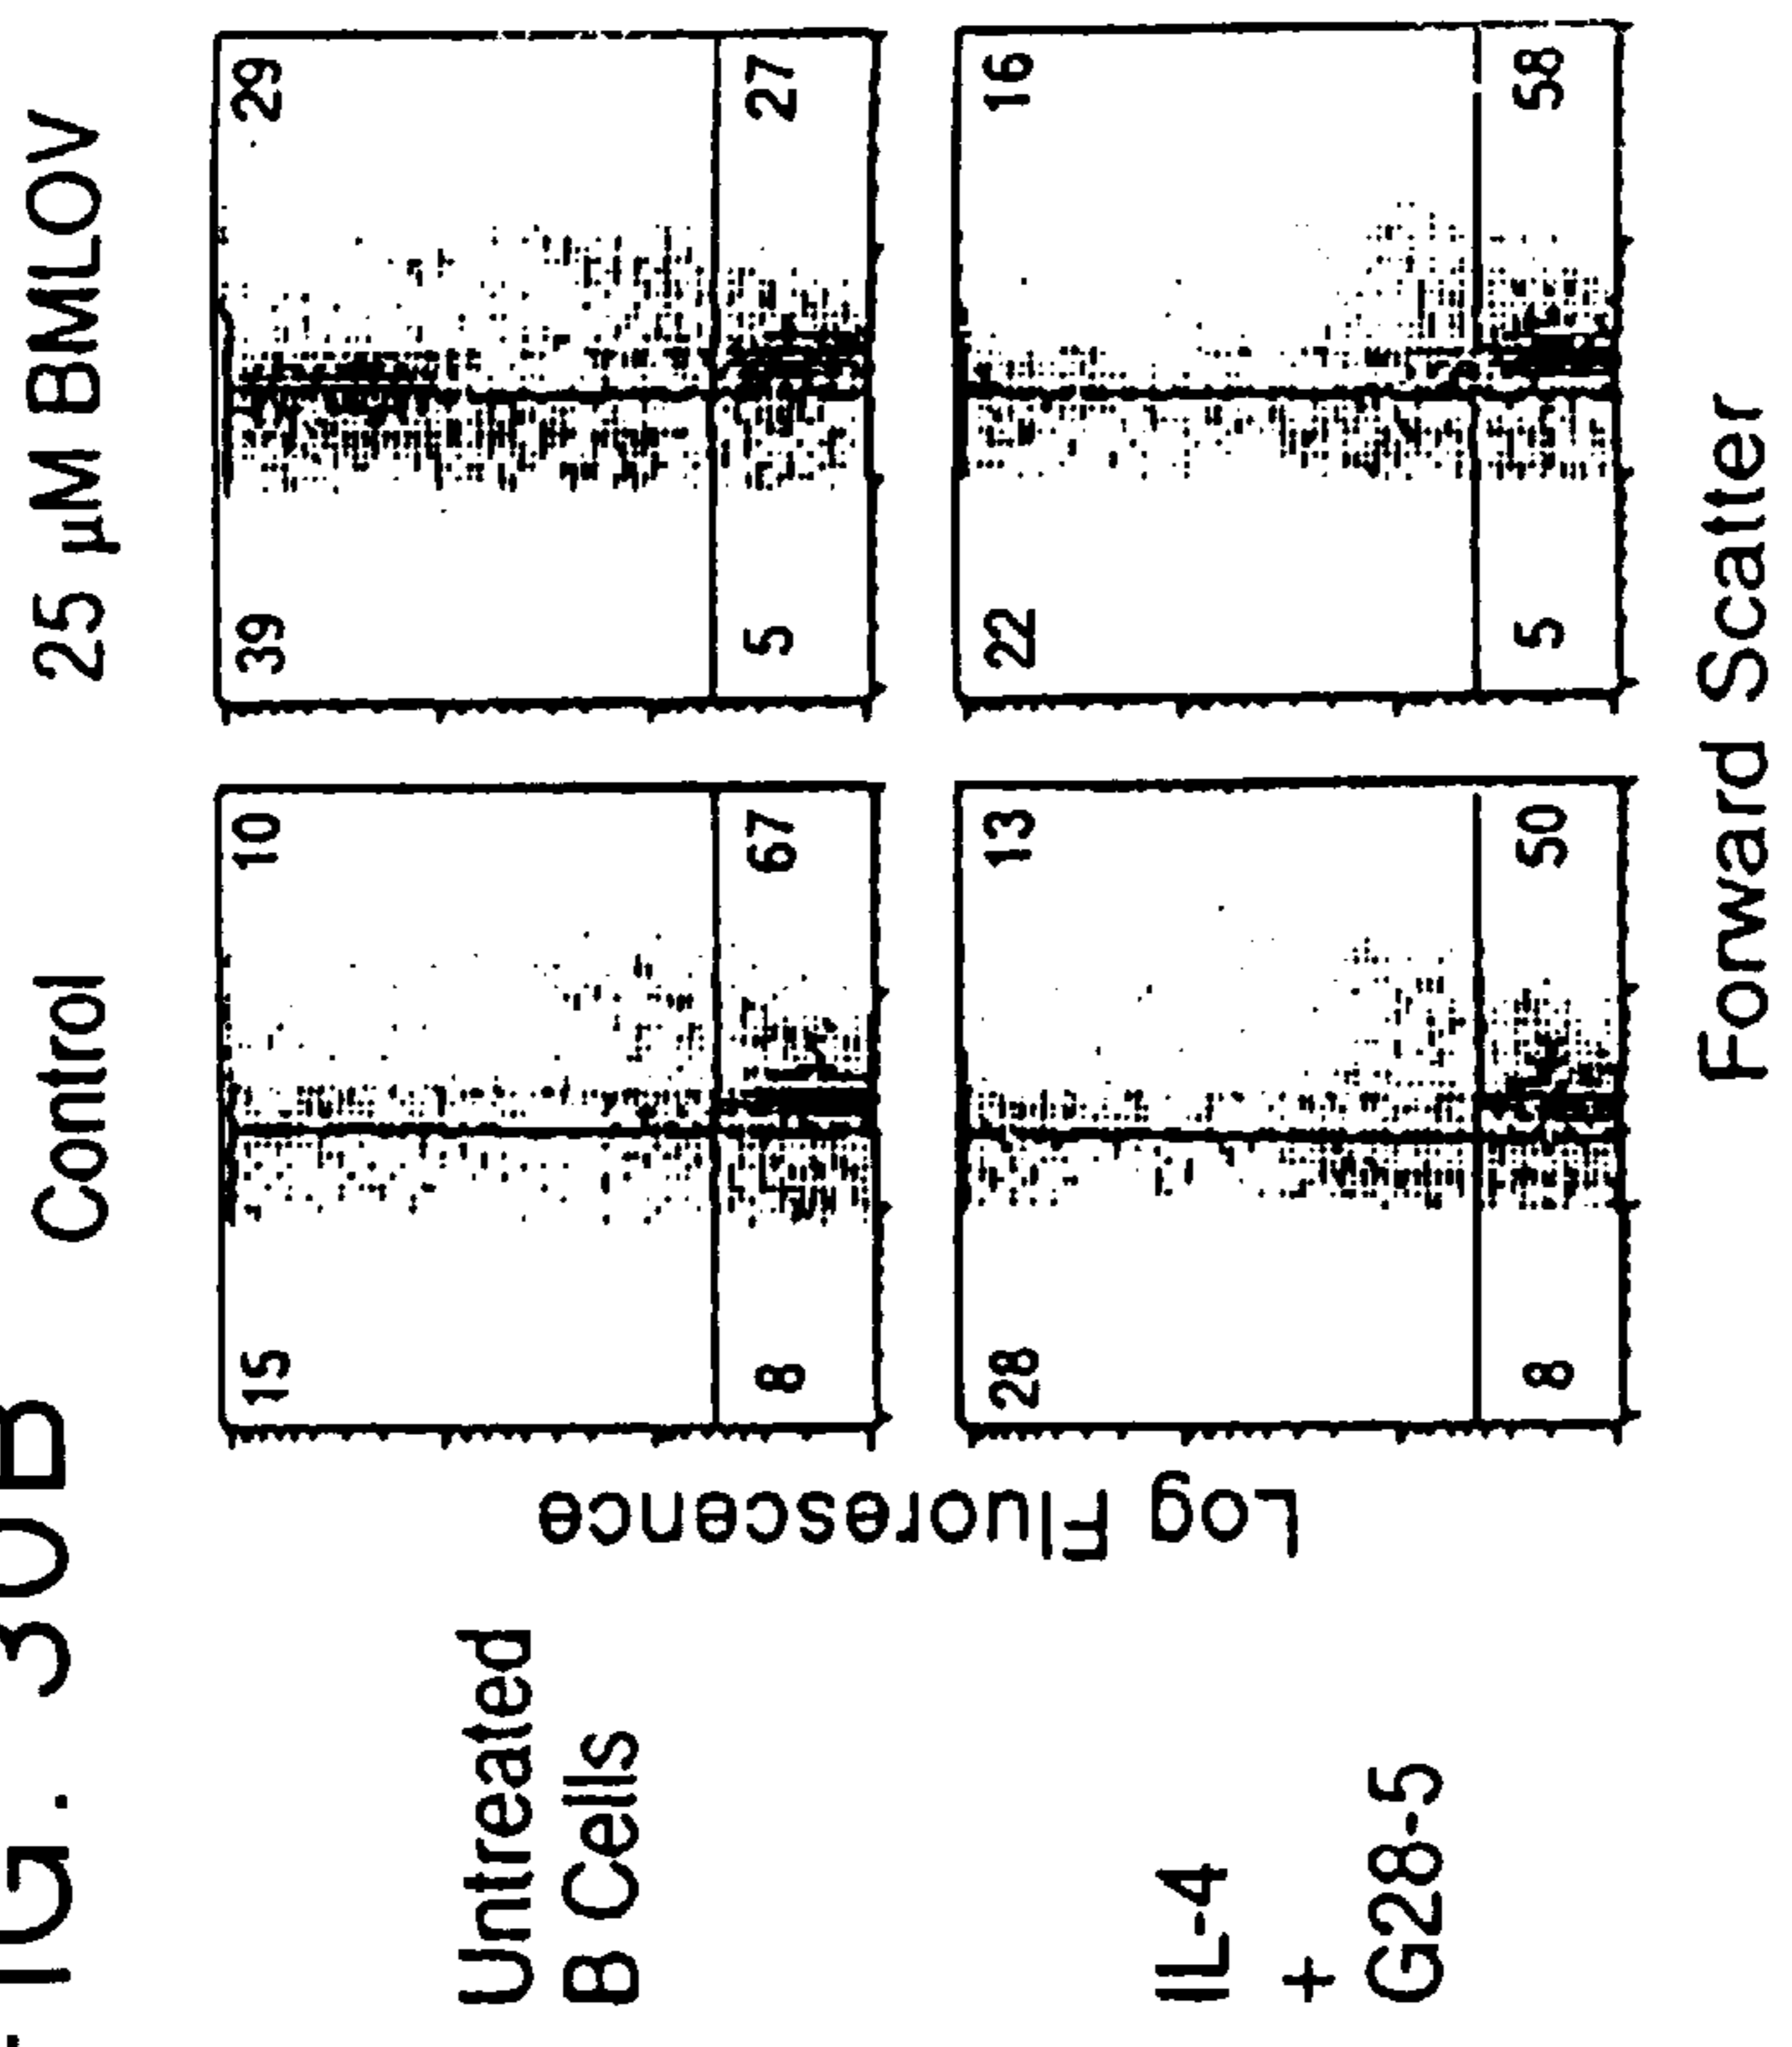 FIG. 30B
Control
25 µM BMLOV
Untreated
B Cells
15
10
39
29
8
67
5
27
Log Fluorescence
IL-4
+
G28-5
28
13
22
16
8
50
5
58
Forward Scatter